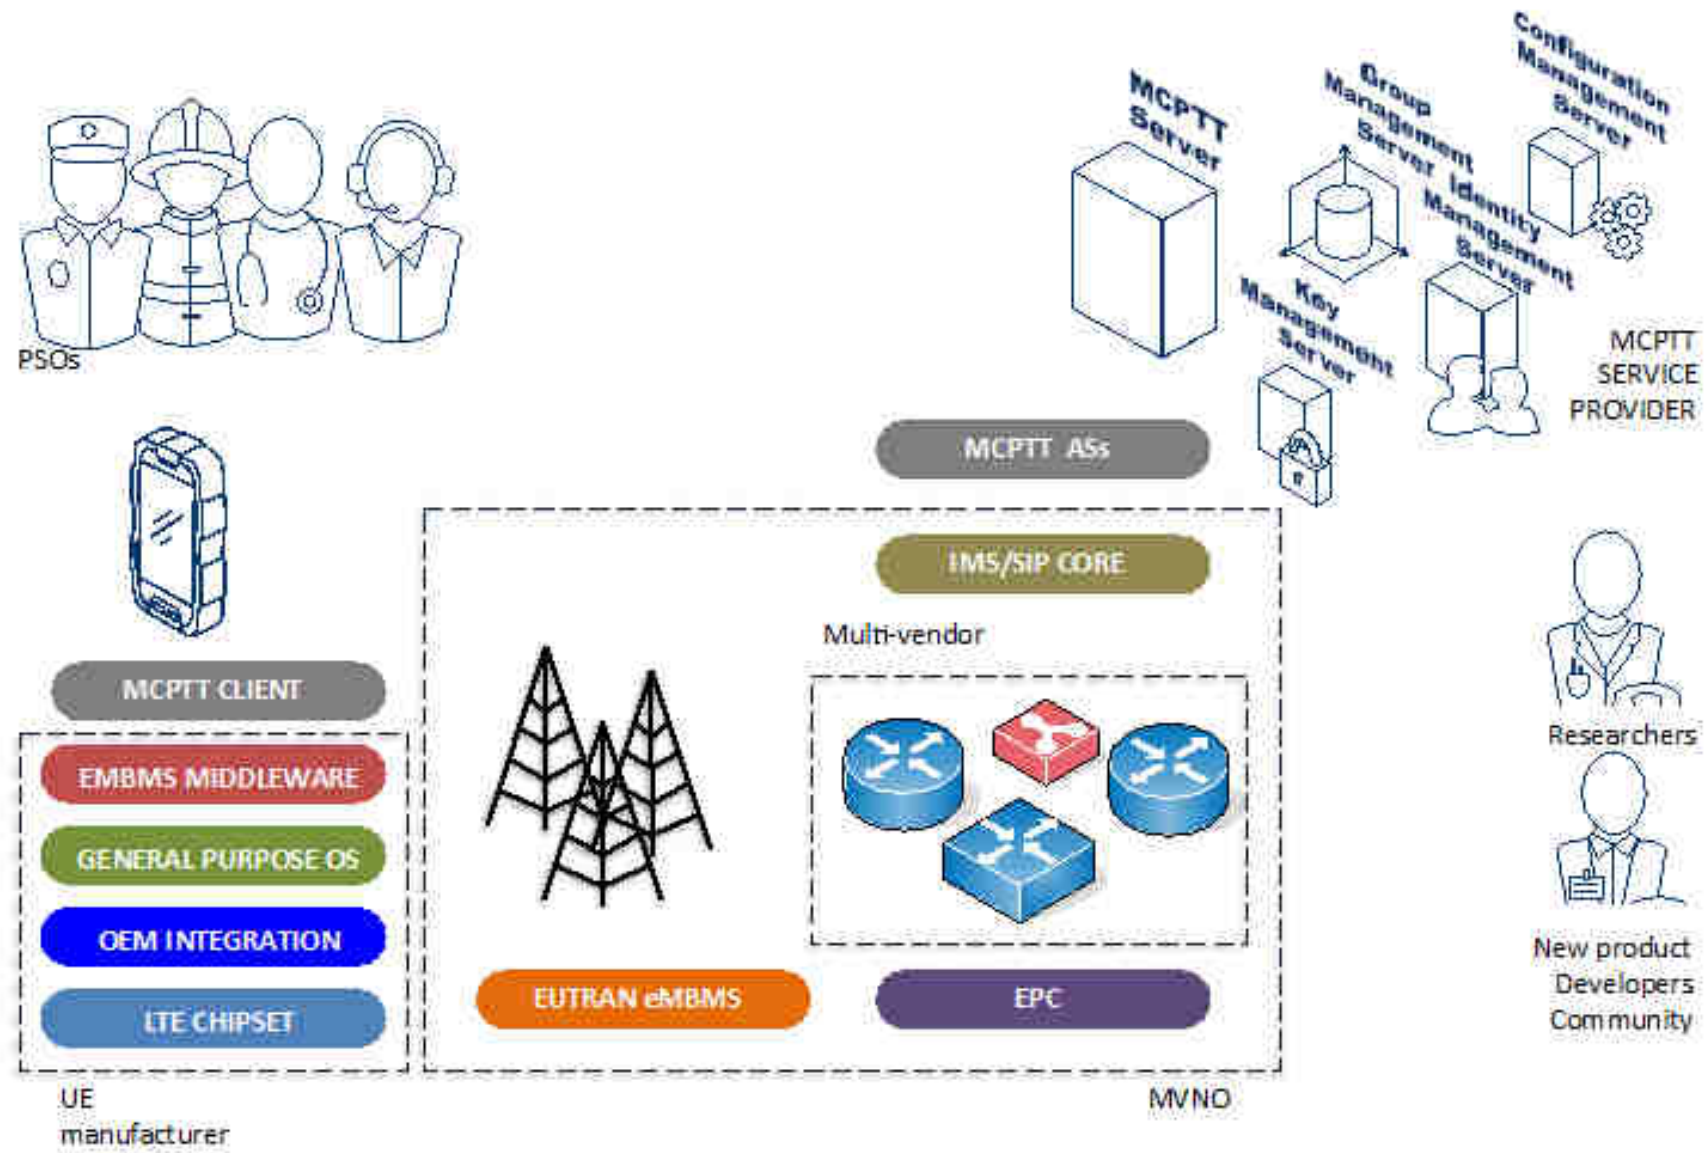 MCPTT
Server
Group
Management
Server
Configuration
Management
Server
Identity
Management
Server
Key
Management
Server
PSOs
MCPTT
SERVICE
PROVIDER
MCPTT ASs
IMS/SIP CORE
Multi-vendor
MCPTT CLIENT
EMBMS MIDDLEWARE
GENERAL PURPOSE OS
OEM INTEGRATION
LTE CHIPSET
EUTRAN eMBMS
EPC
Researchers
New product
Developers
Community
UE
manufacturer
MVNO